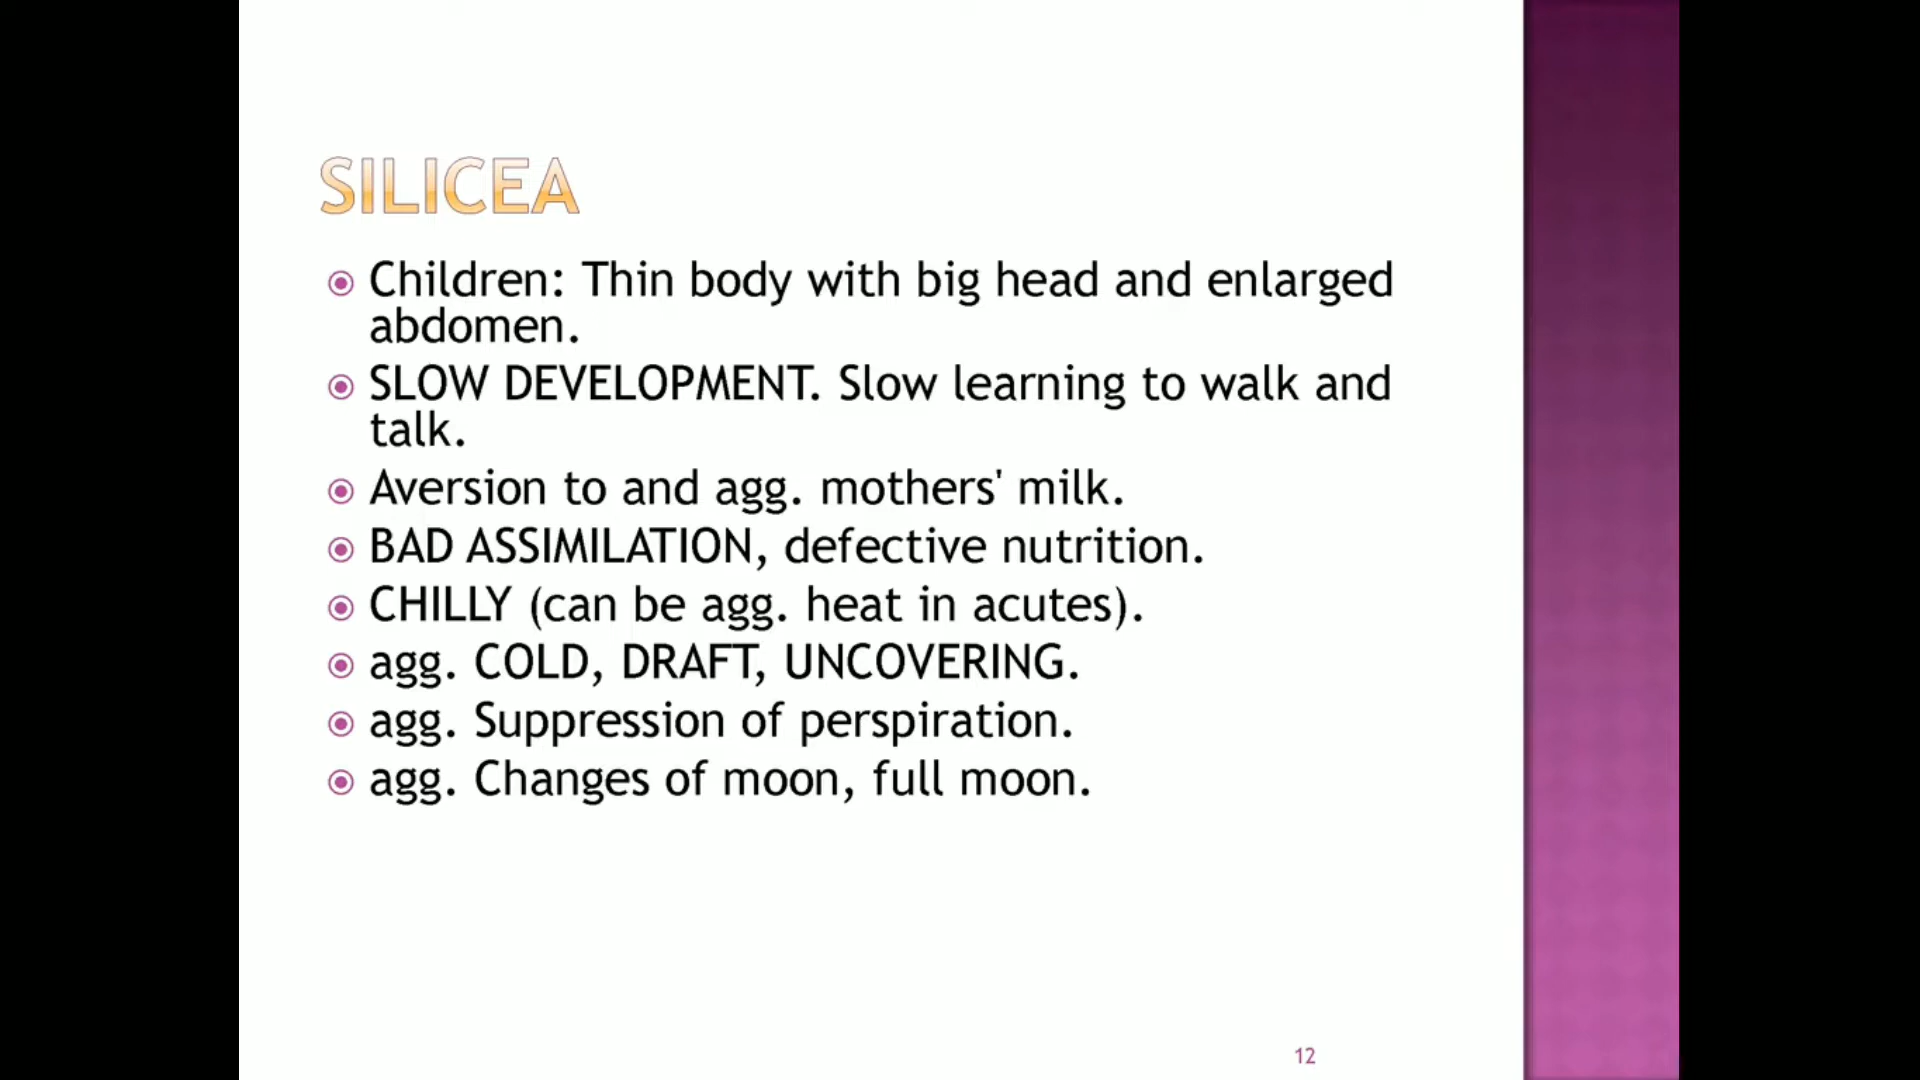 SILICEA
Children: Thin body with big head and enlarged
abdomen.
SLOW DEVELOPMENT. Slow learning to walk and
talk.
Aversion to and agg. mothers' milk.
BAD ASSIMILATION, defective nutrition.
CHILLY (can be agg. heat in acutes).
agg. COLD, DRAFT, UNCOVERING.
agg. Suppression of perspiration.
agg. Changes of moon, full moon.
12